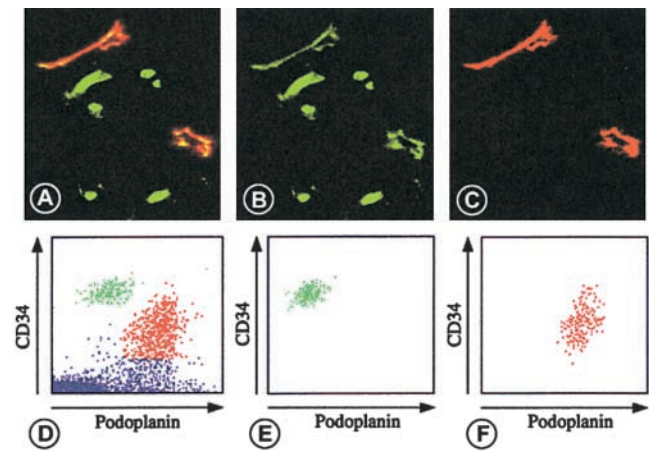 A
B
C
CD34
CD34
CD34
D
Podoplanin
E
Podoplanin
F
Podoplanin